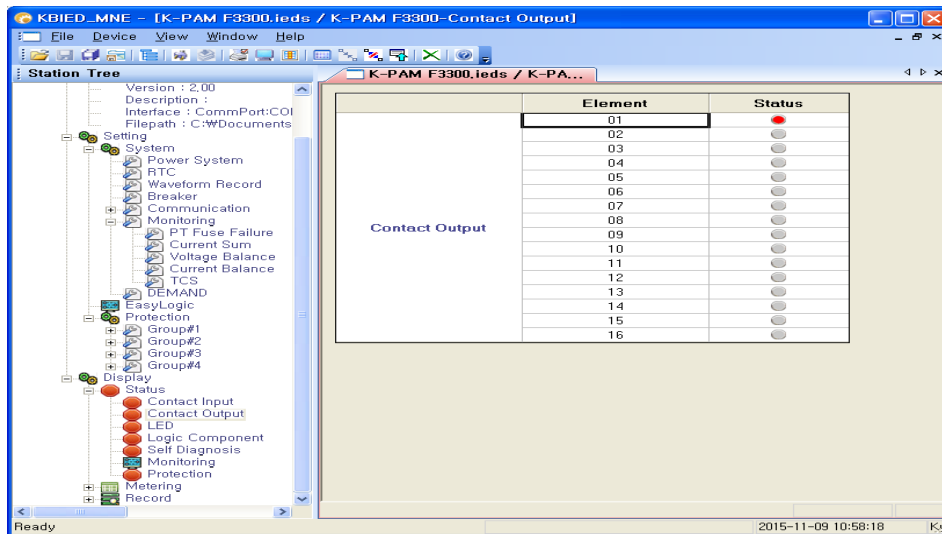 KBIED_MNE - [K-PAM F3300.ieds / K-PAM F3300-Contact Output]
File Device View Window Help
Station Tree
K-PAM F3300.ieds / K-PA...
Version : 2.00
Description :
Interface : CommPort:COI
Filepath : C:₩Documents
Setting
System
Power System
RTC
Waveform Record
Breaker
Communication
Monitoring
PT Fuse Failure
Current Sum
Voltage Balance
Current Balance
TCS
DEMAND
EasyLogic
Protection
Group#1
Group#2
Group#3
Group#4
Display
Status
Contact Input
Contact Output
LED
Logic Component
Self Diagnosis
Monitoring
Protection
Metering
Record
Element Status
Contact Output
01
02
03
04
05
06
07
08
09
10
11
12
13
14
15
16
Ready
2015-11-09 10:58:18